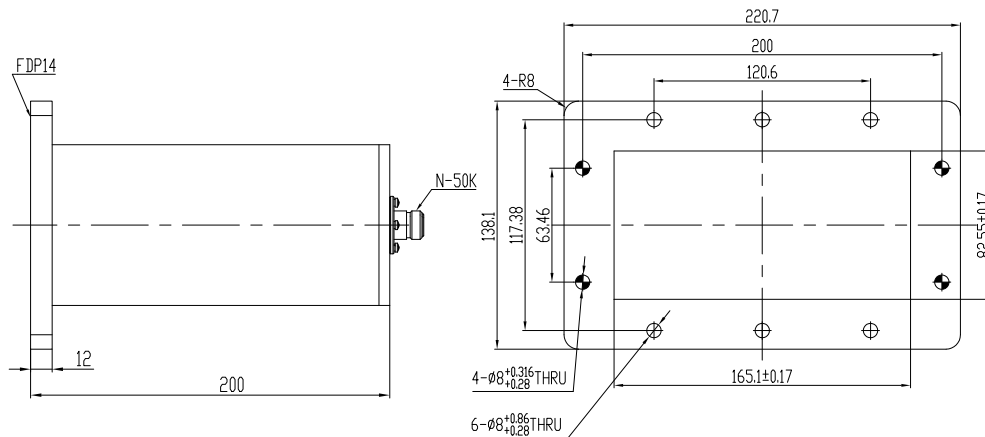 FDP14
N-50K
12
200
220.7
200
120.6
4-R8
138.1
117.38
63.46
82.55±0.17
165.1±0.17
4-ø8+0.316+0.28THRU
6-ø8+0.86+0.28THRU